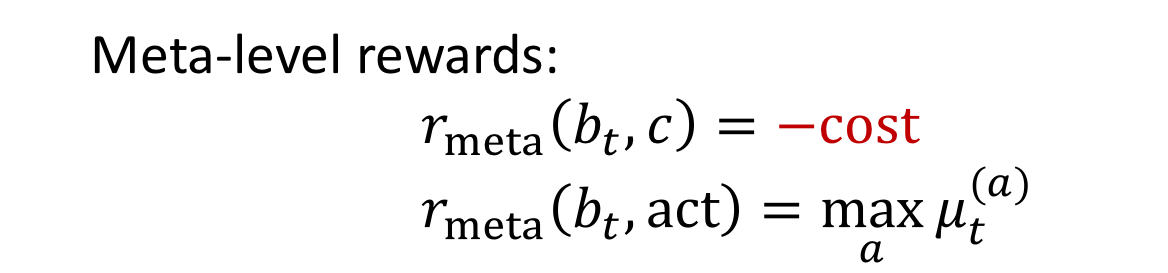 Meta-level rewards:
r_meta(b_t, c) = −cost
r_meta(b_t, act) = max_a μ_t^(a)